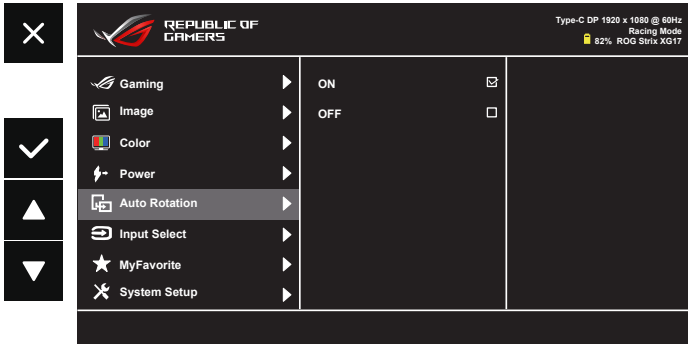 REPUBLIC OF
GAMERS
Type-C DP 1920 x 1080 @ 60Hz
Racing Mode
82% ROG Strix XG17
Gaming
Image
Color
Power
Auto Rotation
Input Select
MyFavorite
System Setup
ON
OFF